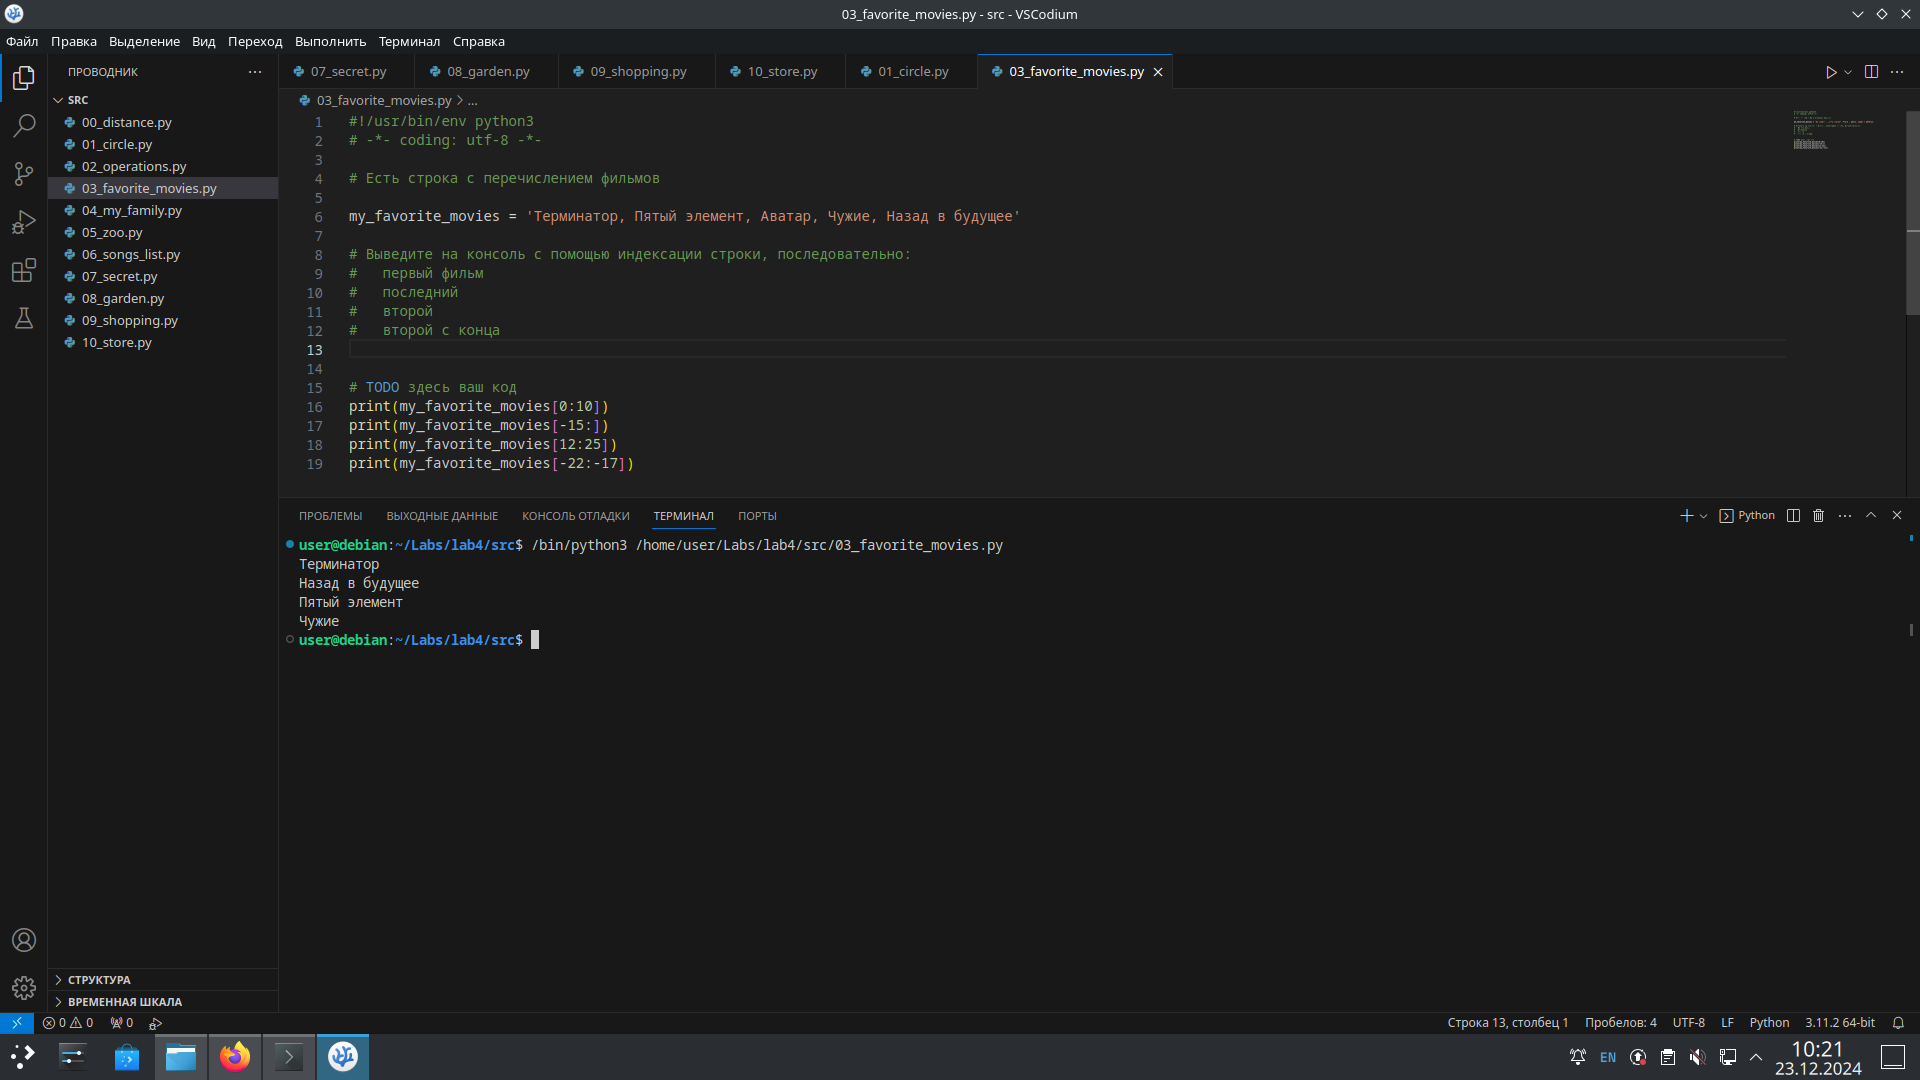 03_favorite_movies.py - src - VSCodium
Файл Правка Выделение Вид Переход Выполнить Терминал Справка
ПРОВОДНИК
07_secret.py 08_garden.py 09_shopping.py 10_store.py 01_circle.py 03_favorite_movies.py
SRC
00_distance.py
01_circle.py
02_operations.py
03_favorite_movies.py
04_my_family.py
05_zoo.py
06_songs_list.py
07_secret.py
08_garden.py
09_shopping.py
10_store.py
СТРУКТУРА
ВРЕМЕННАЯ ШКАЛА
03_favorite_movies.py > ...
1 #!/usr/bin/env python3
2 # -*- coding: utf-8 -*-
3
4 # Есть строка с перечислением фильмов
5
6 my_favorite_movies = 'Терминатор, Пятый элемент, Аватар, Чужие, Назад в будущее'
7
8 # Выведите на консоль с помощью индексации строки, последовательно:
9 #   первый фильм
10 #   последний
11 #   второй
12 #   второй с конца
13
14
15 # TODO здесь ваш код
16 print(my_favorite_movies[0:10])
17 print(my_favorite_movies[-15:])
18 print(my_favorite_movies[12:25])
19 print(my_favorite_movies[-22:-17])
ПРОБЛЕМЫ ВЫХОДНЫЕ ДАННЫЕ КОНСОЛЬ ОТЛАДКИ ТЕРМИНАЛ ПОРТЫ
Python
user@debian:~/Labs/lab4/src$ /bin/python3 /home/user/Labs/lab4/src/03_favorite_movies.py
Терминатор
Назад в будущее
Пятый элемент
Чужие
user@debian:~/Labs/lab4/src$
0 0 0
Строка 13, столбец 1 Пробелов: 4 UTF-8 LF Python 3.11.2 64-bit
EN
10:21
23.12.2024